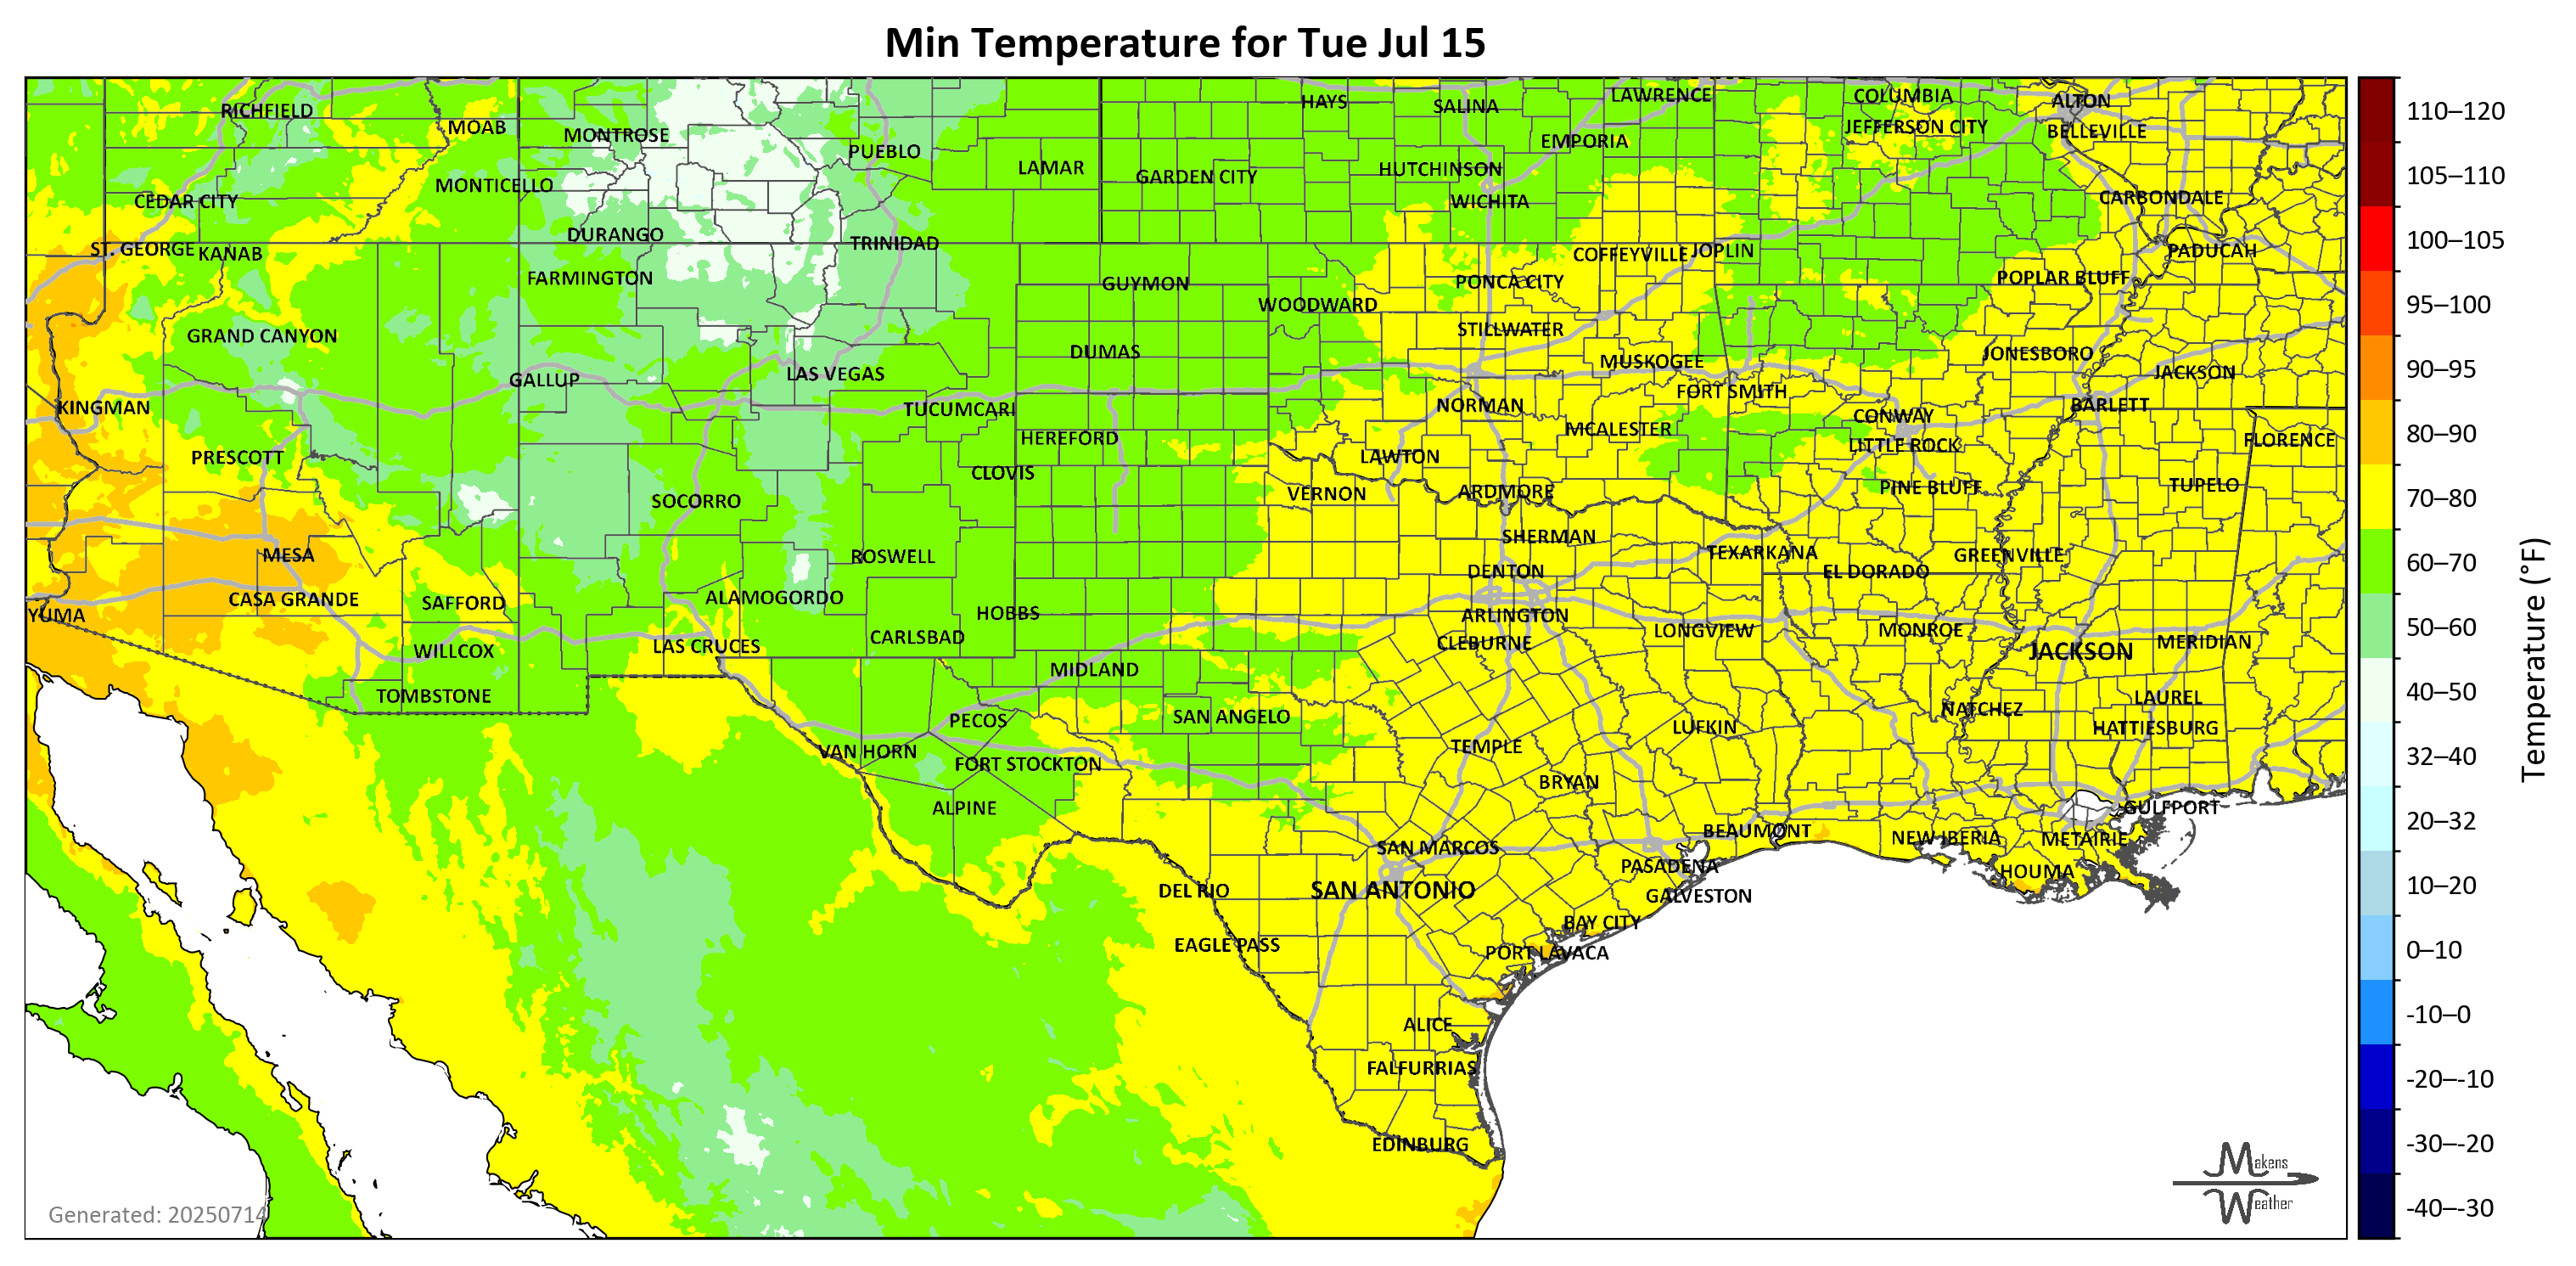 Min Temperature for Tue Jul 15
RICHFIELD
MOAB
MONTROSE
PUEBLO
LAMAR
GARDEN CITY
HAYS
SALINA
HUTCHINSON
WICHITA
EMPORIA
LAWRENCE
COLUMBIA
JEFFERSON CITY
ALTON
BELLEVILLE
CARBONDALE
CEDAR CITY
MONTICELLO
DURANGO
TRINIDAD
ST. GEORGE
KANAB
FARMINGTON
GUYMON
WOODWARD
PONCA CITY
COFFEYVILLE
JOPLIN
POPLAR BLUFF
PADUCAH
GRAND CANYON
DUMAS
STILLWATER
MUSKOGEE
FORT SMITH
JONESBORO
JACKSON
KINGMAN
GALLUP
LAS VEGAS
TUCUMCARI
HEREFORD
NORMAN
MCALESTER
CONWAY
LITTLE ROCK
BARLETT
FLORENCE
PRESCOTT
SOCORRO
CLOVIS
VERNON
LAWTON
ARDMORE
PINE BLUFF
TUPELO
MESA
ROSWELL
SHERMAN
TEXARKANA
GREENVILLE
YUMA
CASA GRANDE
SAFFORD
ALAMOGORDO
HOBBS
DENTON
ARLINGTON
EL DORADO
WILLCOX
LAS CRUCES
CARLSBAD
CLEBURNE
LONGVIEW
MONROE
JACKSON
MERIDIAN
TOMBSTONE
MIDLAND
PECOS
SAN ANGELO
LUFKIN
NATCHEZ
LAUREL
HATTIESBURG
VAN HORN
FORT STOCKTON
TEMPLE
BRYAN
ALPINE
BEAUMONT
NEW IBERIA
METAIRIE
GULFPORT
DEL RIO
SAN MARCOS
SAN ANTONIO
PASADENA
GALVESTON
HOUMA
EAGLE PASS
BAY CITY
PORT LAVACA
ALICE
FALFURRIAS
EDINBURG
Generated: 20250714
Makens
Weather
110–120
105–110
100–105
95–100
90–95
80–90
70–80
60–70
50–60
40–50
32–40
20–32
10–20
0–10
-10–0
-20–-10
-30–-20
-40–-30
Temperature (°F)